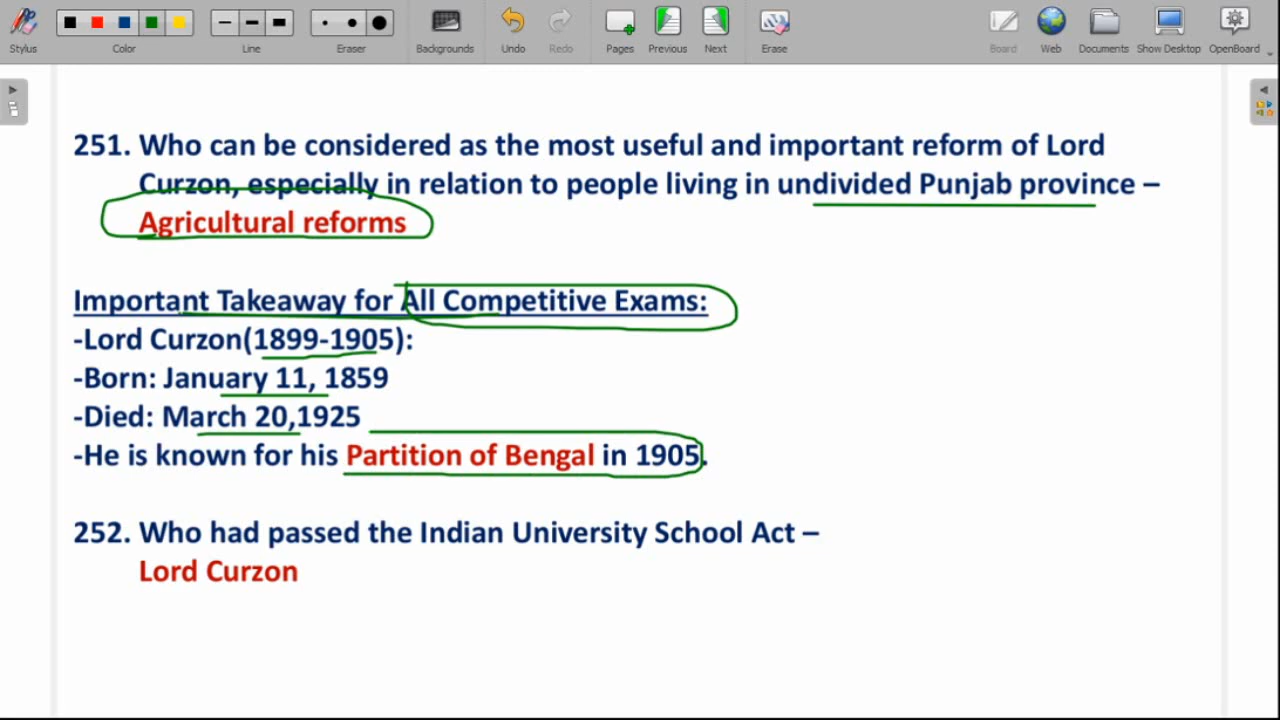 Stylus Color Line Eraser Backgrounds Undo Redo Pages Previous Next Erase Board Web Documents Show Desktop OpenBoard
251. Who can be considered as the most useful and important reform of Lord
Curzon, especially in relation to people living in undivided Punjab province –
Agricultural reforms
Important Takeaway for All Competitive Exams:
-Lord Curzon(1899-1905):
-Born: January 11, 1859
-Died: March 20,1925
-He is known for his Partition of Bengal in 1905.
252. Who had passed the Indian University School Act –
Lord Curzon